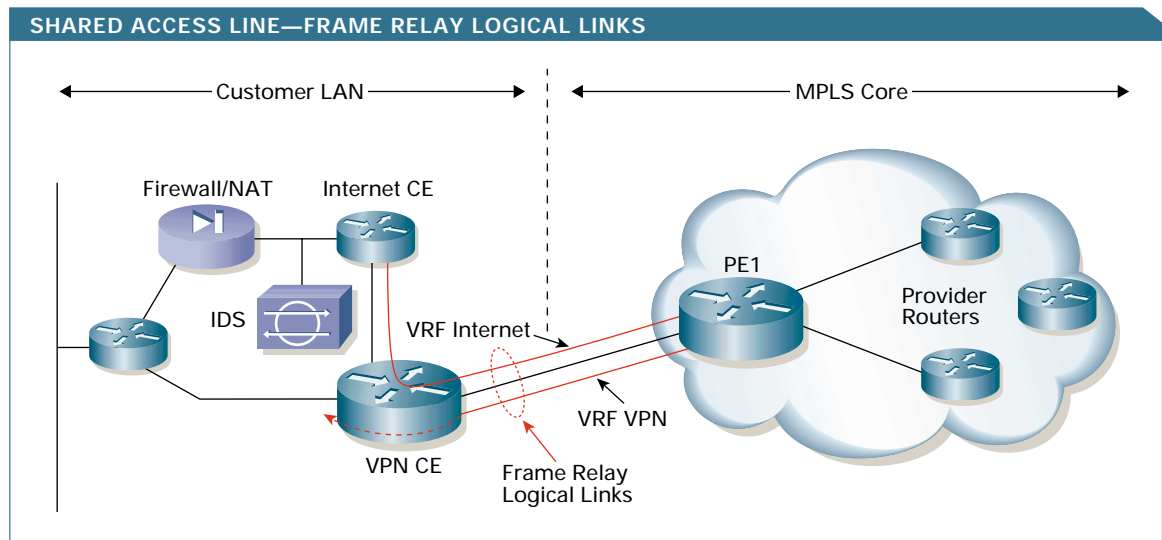 SHARED ACCESS LINE—FRAME RELAY LOGICAL LINKS
Customer LAN
MPLS Core
Firewall/NAT
Internet CE
PE1
IDS
VRF Internet
Provider
Routers
VRF VPN
VPN CE
Frame Relay
Logical Links